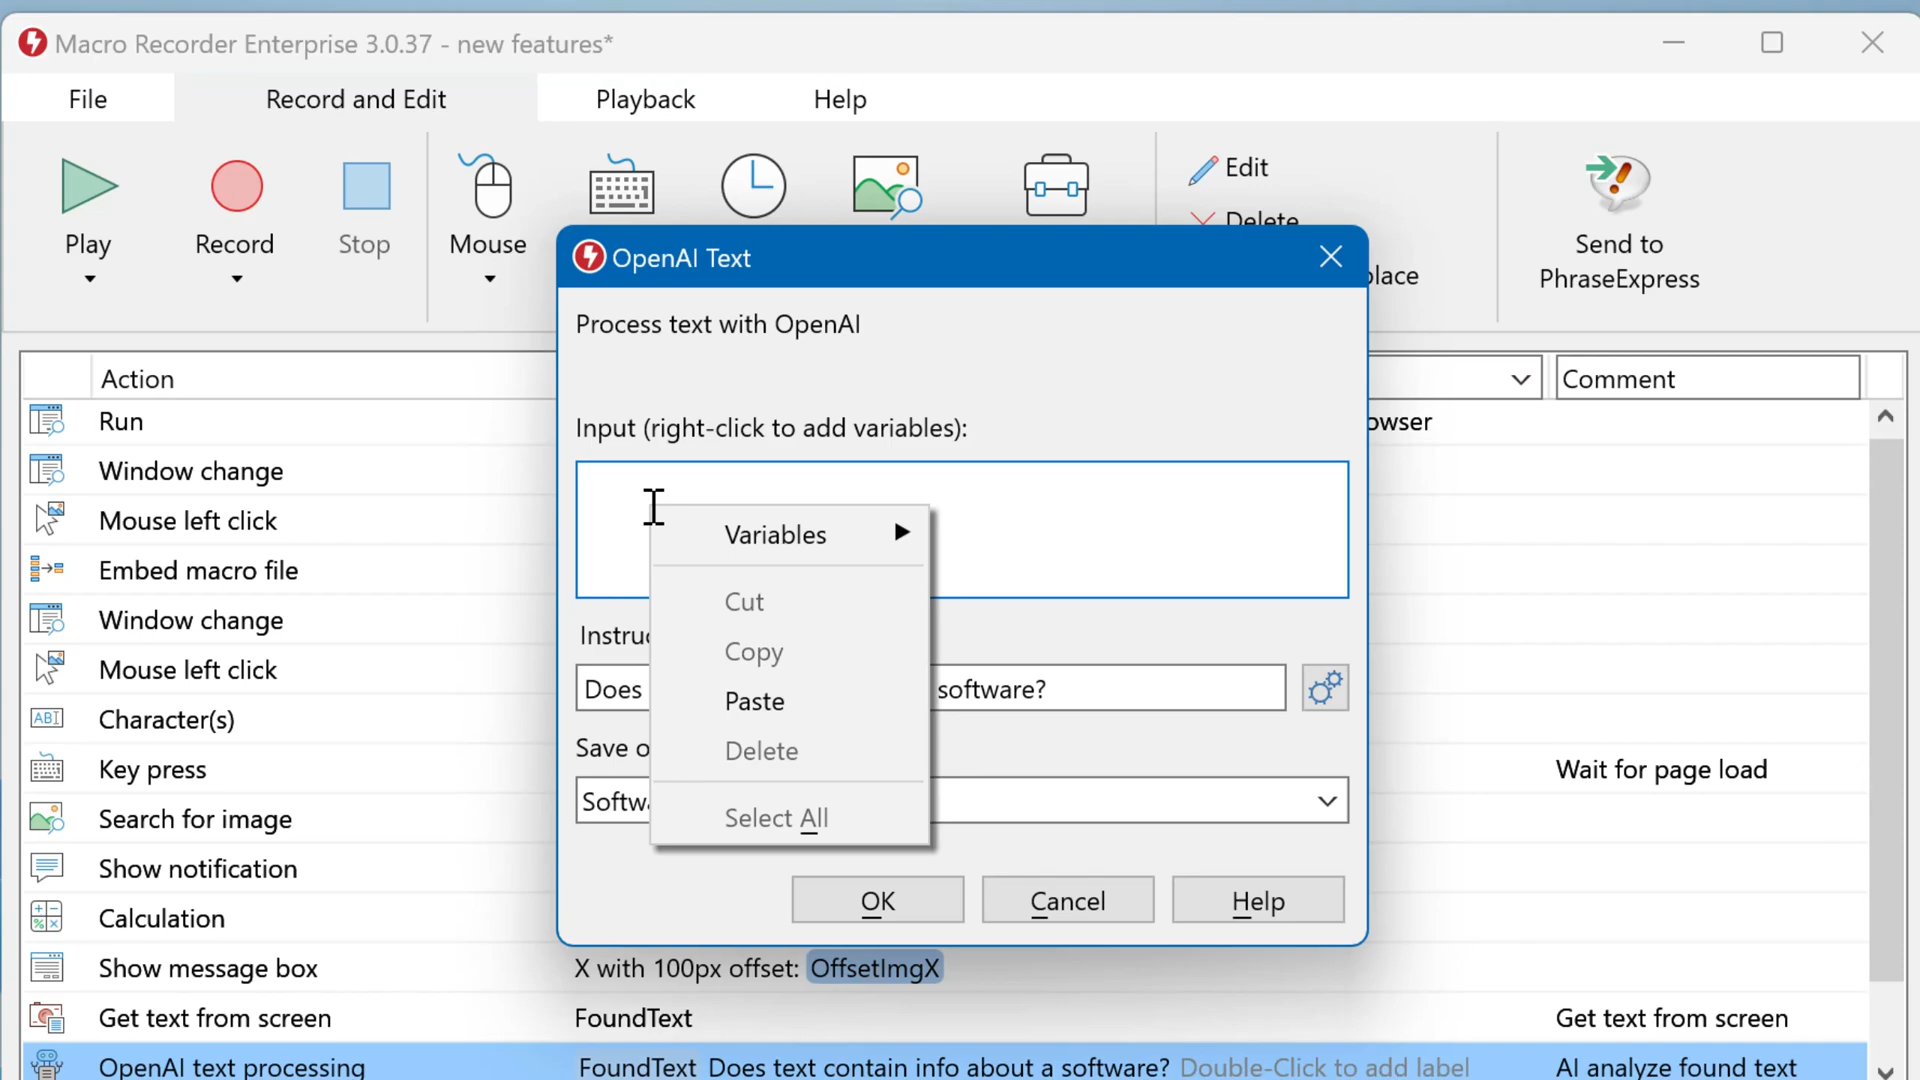 Macro Recorder Enterprise 3.0.37 - new features*
File
Record and Edit
Playback
Help
Play
Record
Stop
Mouse
Edit
Delete
place
Send to
PhraseExpress
OpenAI Text
Process text with OpenAI
Input (right-click to add variables):
Variables
Cut
Copy
Paste
Delete
Select All
Instruc
Does
software?
Save o
Softwa
OK
Cancel
Help
Action
Comment
Run
owser
Window change
Mouse left click
Embed macro file
Window change
Mouse left click
ABI Character(s)
Key press
Wait for page load
Search for image
Show notification
Calculation
Show message box
X with 100px offset: OffsetImgX
Get text from screen
FoundText
Get text from screen
OpenAI text processing
FoundText Does text contain info about a software? Double-Click to add label
AI analyze found text